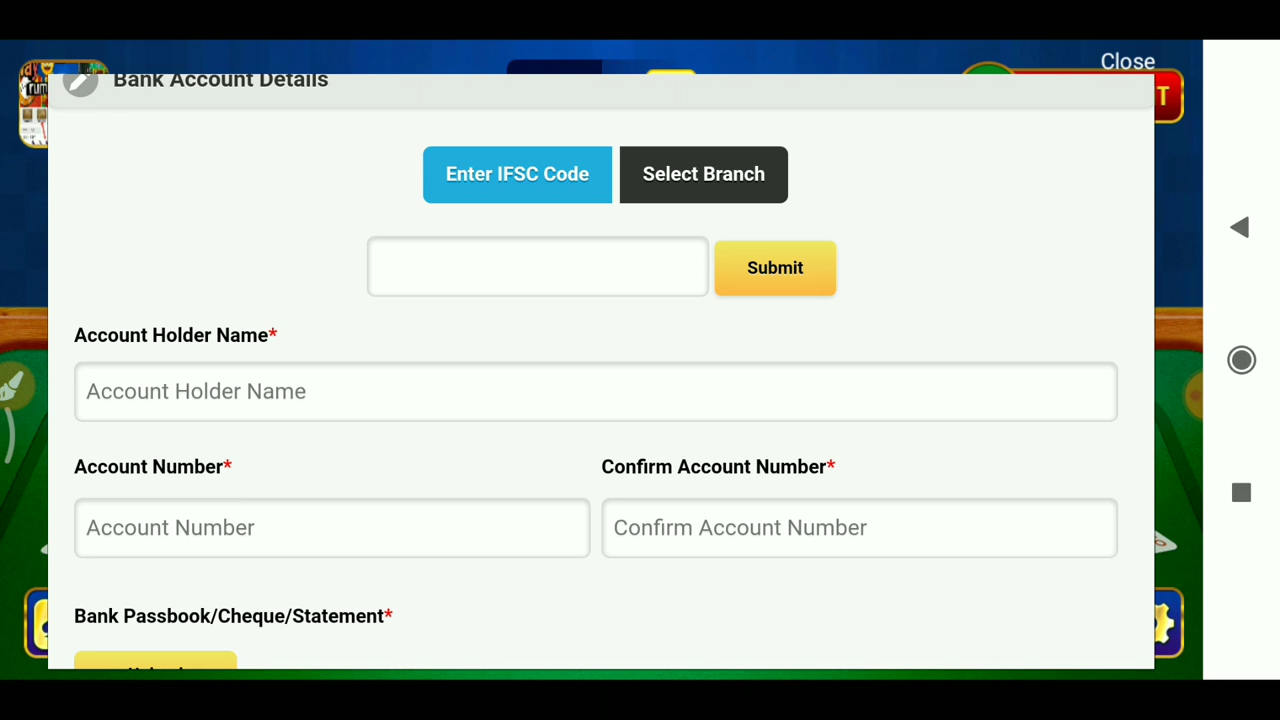 Close
Bank Account Details
Enter IFSC Code
Select Branch
Submit
Account Holder Name*
Account Holder Name
Account Number*
Confirm Account Number*
Account Number
Confirm Account Number
Bank Passbook/Cheque/Statement*